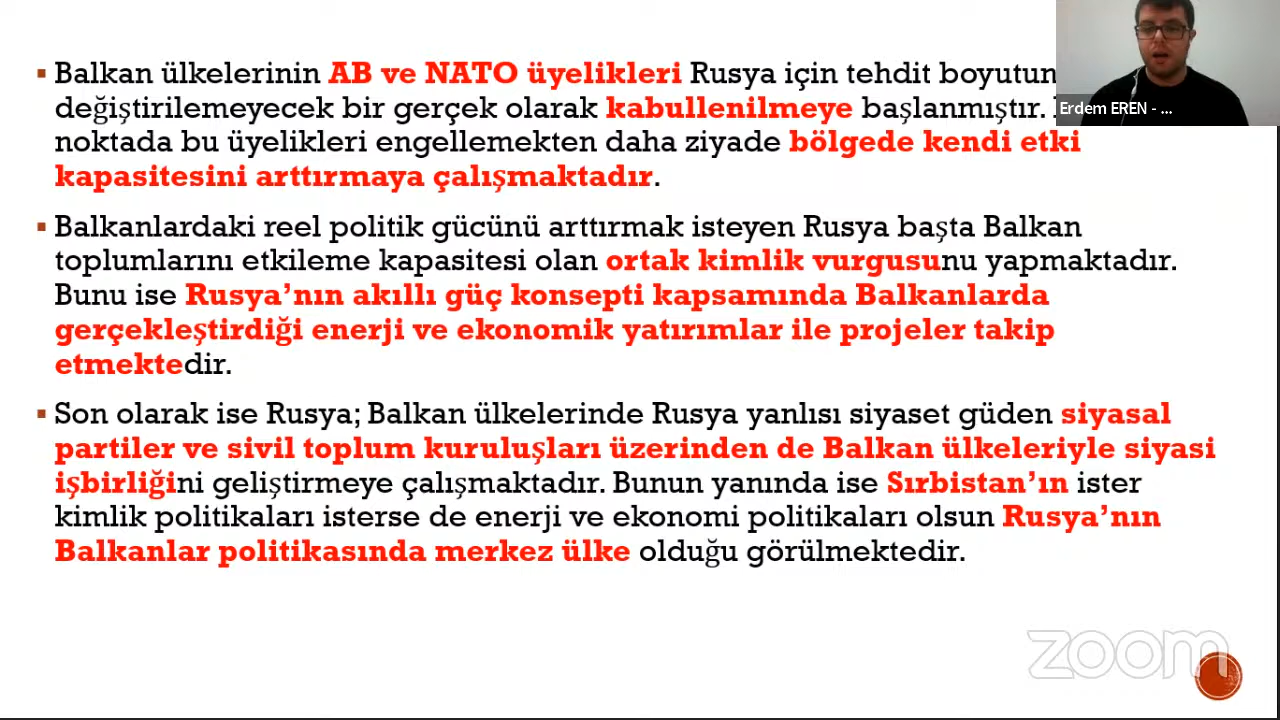 Balkan ülkelerinin AB ve NATO üyelikleri Rusya için tehdit
değiştirilemeyecek bir gerçek olarak kabullenilmeye başlanmıştır.
noktada bu üyelikleri engellemekten daha ziyade bölgede kendi etki
kapasitesini arttırmaya çalışmaktadır.
Balkanlardaki reel politik gücünü arttırmak isteyen Rusya başta Balkan
toplumlarını etkileme kapasitesi olan ortak kimlik vurgusunu yapmaktadır.
Bunu ise Rusya’nın akıllı güç konsepti kapsamında Balkanlarda
gerçekleştirdiği enerji ve ekonomik yatırımlar ile projeler takip
etmektedir.
Son olarak ise Rusya; Balkan ülkelerinde Rusya yanlısı siyaset güden siyasal
partiler ve sivil toplum kuruluşları üzerinden de Balkan ülkeleriyle siyasi
işbirliğini geliştirmeye çalışmaktadır. Bunun yanında ise Sırbistan’ın ister
kimlik politikaları isterse de enerji ve ekonomi politikaları olsun Rusya’nın
Balkanlar politikasında merkez ülke olduğu görülmektedir.
Erdem EREN - ...
zoom